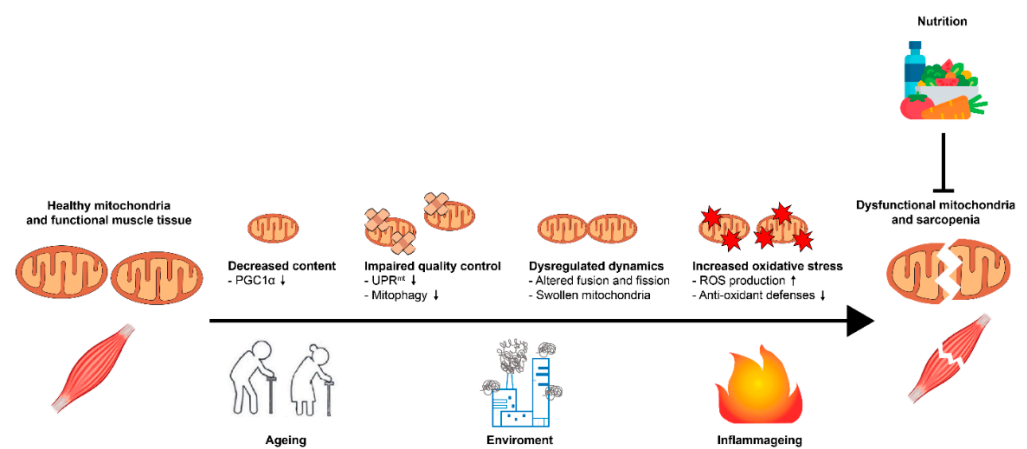 Nutrition
Healthy mitochondria
and functional muscle tissue
Decreased content
- PGC1α ↓
Impaired quality control
- UPRᵐᵗ ↓
- Mitophagy ↓
Dysregulated dynamics
- Altered fusion and fission
- Swollen mitochondria
Increased oxidative stress
- ROS production ↑
- Anti-oxidant defenses ↓
Dysfunctional mitochondria
and sarcopenia
Ageing
Enviroment
Inflammageing